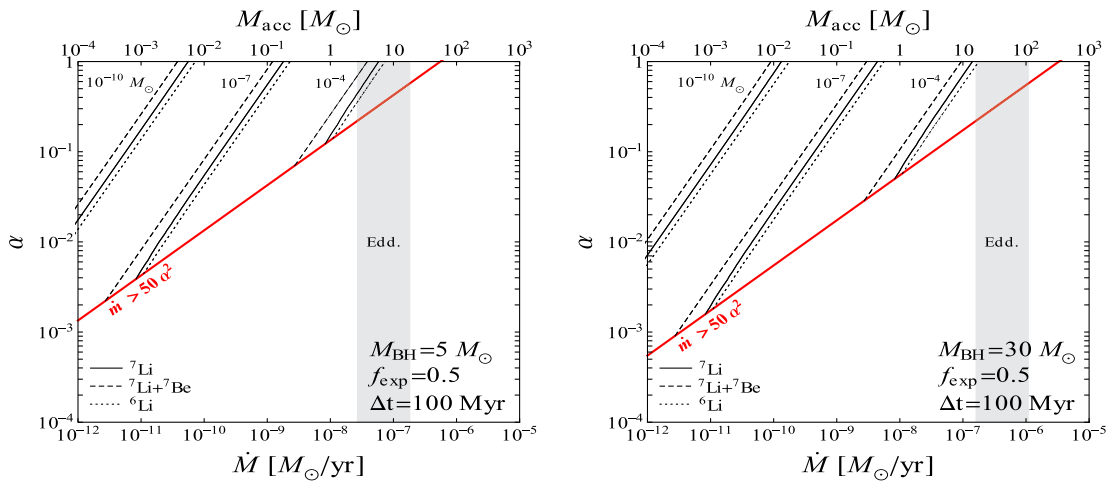 M_acc [M_⊙]
10^-4 10^-3 10^-2 10^-1 1 10 60 10^2 10^3
1
10^-1
10^-2
10^-3
10^-4
α
10^-10 M_⊙
10^-7
10^-4
Edd.
ṁ > 50 α^2
M_BH=5 M_⊙
f_exp=0.5
Δt=100 Myr
^7Li
^7Li+^7Be
^6Li
10^-12 10^-11 10^-10 10^-9 10^-8 10^-7 10^-6 10^-5
Ṁ [M_⊙/yr]
M_acc [M_⊙]
10^-4 10^-3 10^-2 10^-1 1 10 10^2 10^3
1
10^-1
10^-2
10^-3
10^-4
α
10^-10 M_⊙
10^-7
10^-4
Edd.
ṁ > 50 α^2
M_BH=30 M_⊙
f_exp=0.5
Δt=100 Myr
^7Li
^7Li+^7Be
^6Li
10^-12 10^-11 10^-10 10^-9 10^-8 10^-7 10^-6 10^-5
Ṁ [M_⊙/yr]